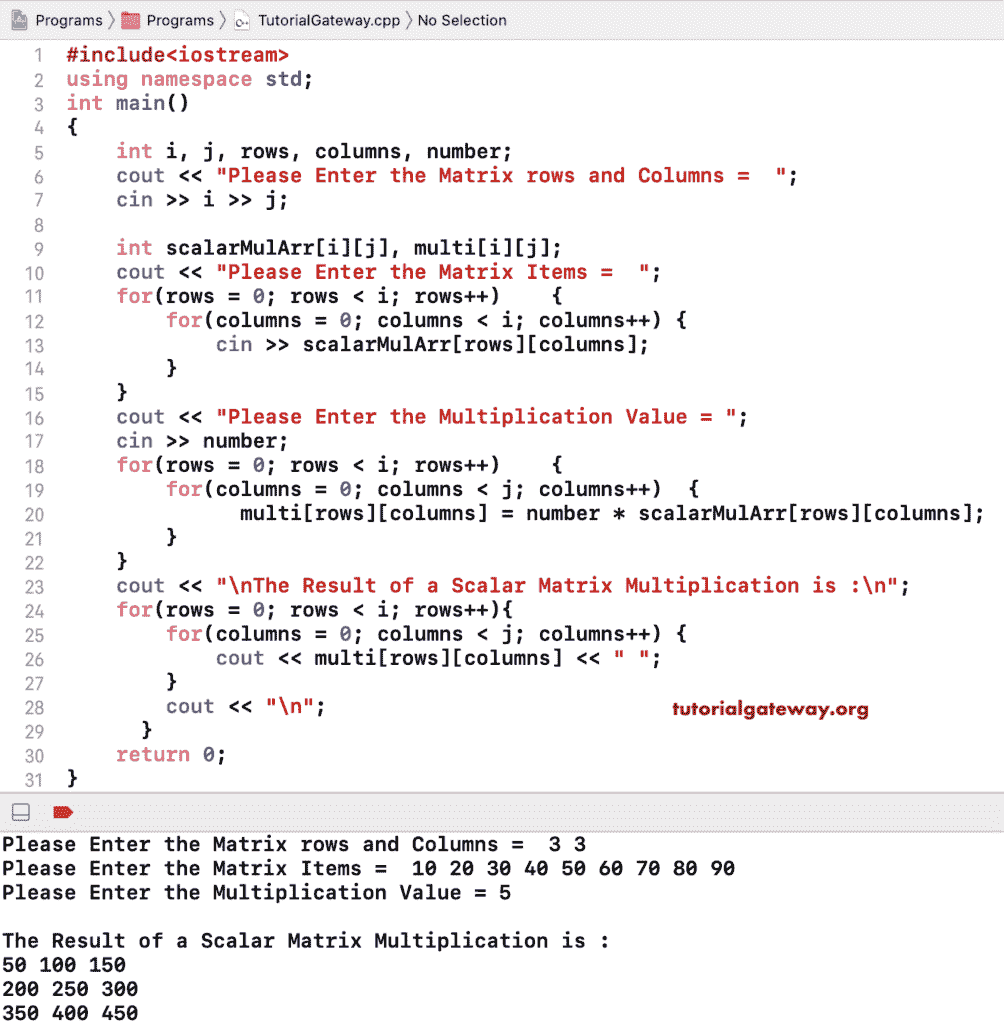 Programs Programs TutorialGateway.cpp No Selection
1 #include<iostream>
2 using namespace std;
3 int main()
4 {
5     int i, j, rows, columns, number;
6     cout << "Please Enter the Matrix rows and Columns =  ";
7     cin >> i >> j;
8
9     int scalarMulArr[i][j], multi[i][j];
10     cout << "Please Enter the Matrix Items =  ";
11     for(rows = 0; rows < i; rows++)    {
12         for(columns = 0; columns < i; columns++) {
13             cin >> scalarMulArr[rows][columns];
14         }
15     }
16     cout << "Please Enter the Multiplication Value = ";
17     cin >> number;
18     for(rows = 0; rows < i; rows++)    {
19         for(columns = 0; columns < j; columns++)  {
20               multi[rows][columns] = number * scalarMulArr[rows][columns];
21         }
22     }
23     cout << "\nThe Result of a Scalar Matrix Multiplication is :\n";
24     for(rows = 0; rows < i; rows++){
25         for(columns = 0; columns < j; columns++) {
26             cout << multi[rows][columns] << " ";
27         }
28         cout << "\n";
tutorialgateway.org
29       }
30     return 0;
31 }
Please Enter the Matrix rows and Columns =  3 3
Please Enter the Matrix Items =  10 20 30 40 50 60 70 80 90
Please Enter the Multiplication Value = 5

The Result of a Scalar Matrix Multiplication is :
50 100 150
200 250 300
350 400 450